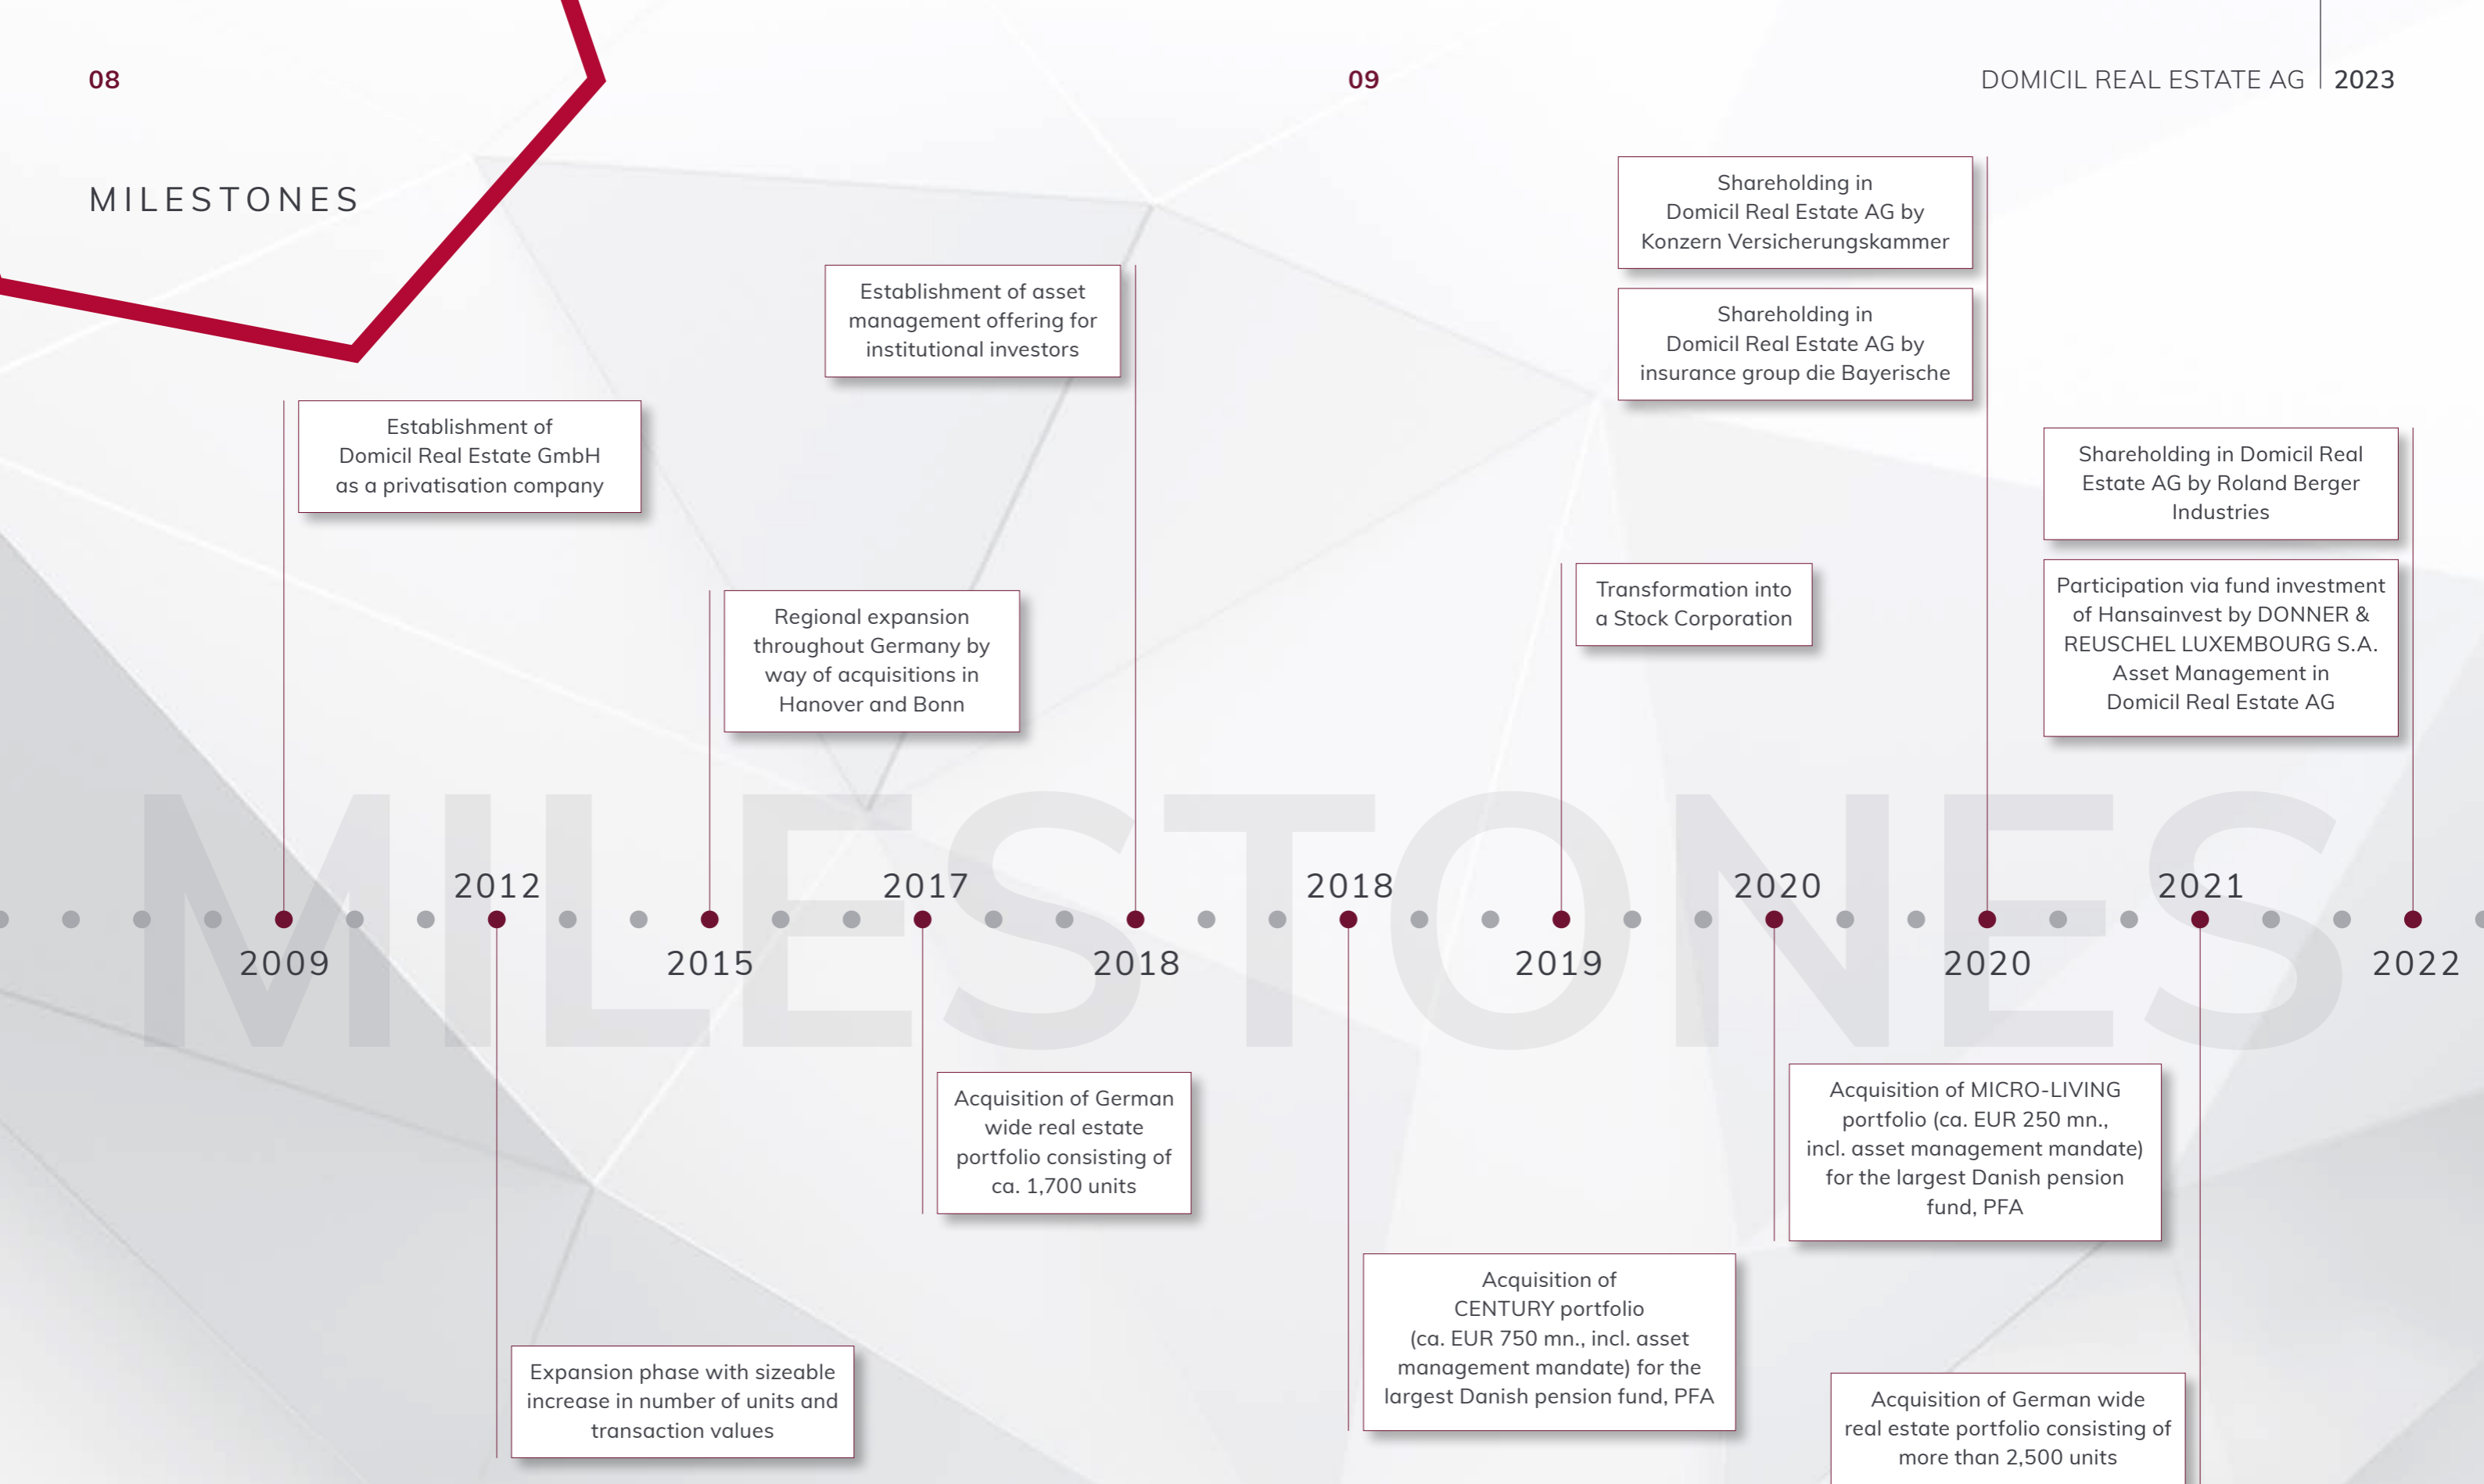 08
09
DOMICIL REAL ESTATE AG 2023
MILESTONES
Establishment of
Domicil Real Estate GmbH
as a privatisation company
Regional expansion
throughout Germany by
way of acquisitions in
Hanover and Bonn
Establishment of asset
management offering for
institutional investors
Transformation into
a Stock Corporation
Shareholding in
Domicil Real Estate AG by
Konzern Versicherungskammer
Shareholding in
Domicil Real Estate AG by
insurance group die Bayerische
Shareholding in Domicil Real
Estate AG by Roland Berger
Industries
Participation via fund investment
of Hansainvest by DONNER &
REUSCHEL LUXEMBOURG S.A.
Asset Management in
Domicil Real Estate AG
MILESTONES
2012
2017
2018
2020
2021
2009
2015
2018
2019
2020
2022
Expansion phase with sizeable
increase in number of units and
transaction values
Acquisition of German
wide real estate
portfolio consisting of
ca. 1,700 units
Acquisition of
CENTURY portfolio
(ca. EUR 750 mn., incl. asset
management mandate) for the
largest Danish pension fund, PFA
Acquisition of MICRO-LIVING
portfolio (ca. EUR 250 mn.,
incl. asset management mandate)
for the largest Danish pension
fund, PFA
Acquisition of German wide
real estate portfolio consisting of
more than 2,500 units